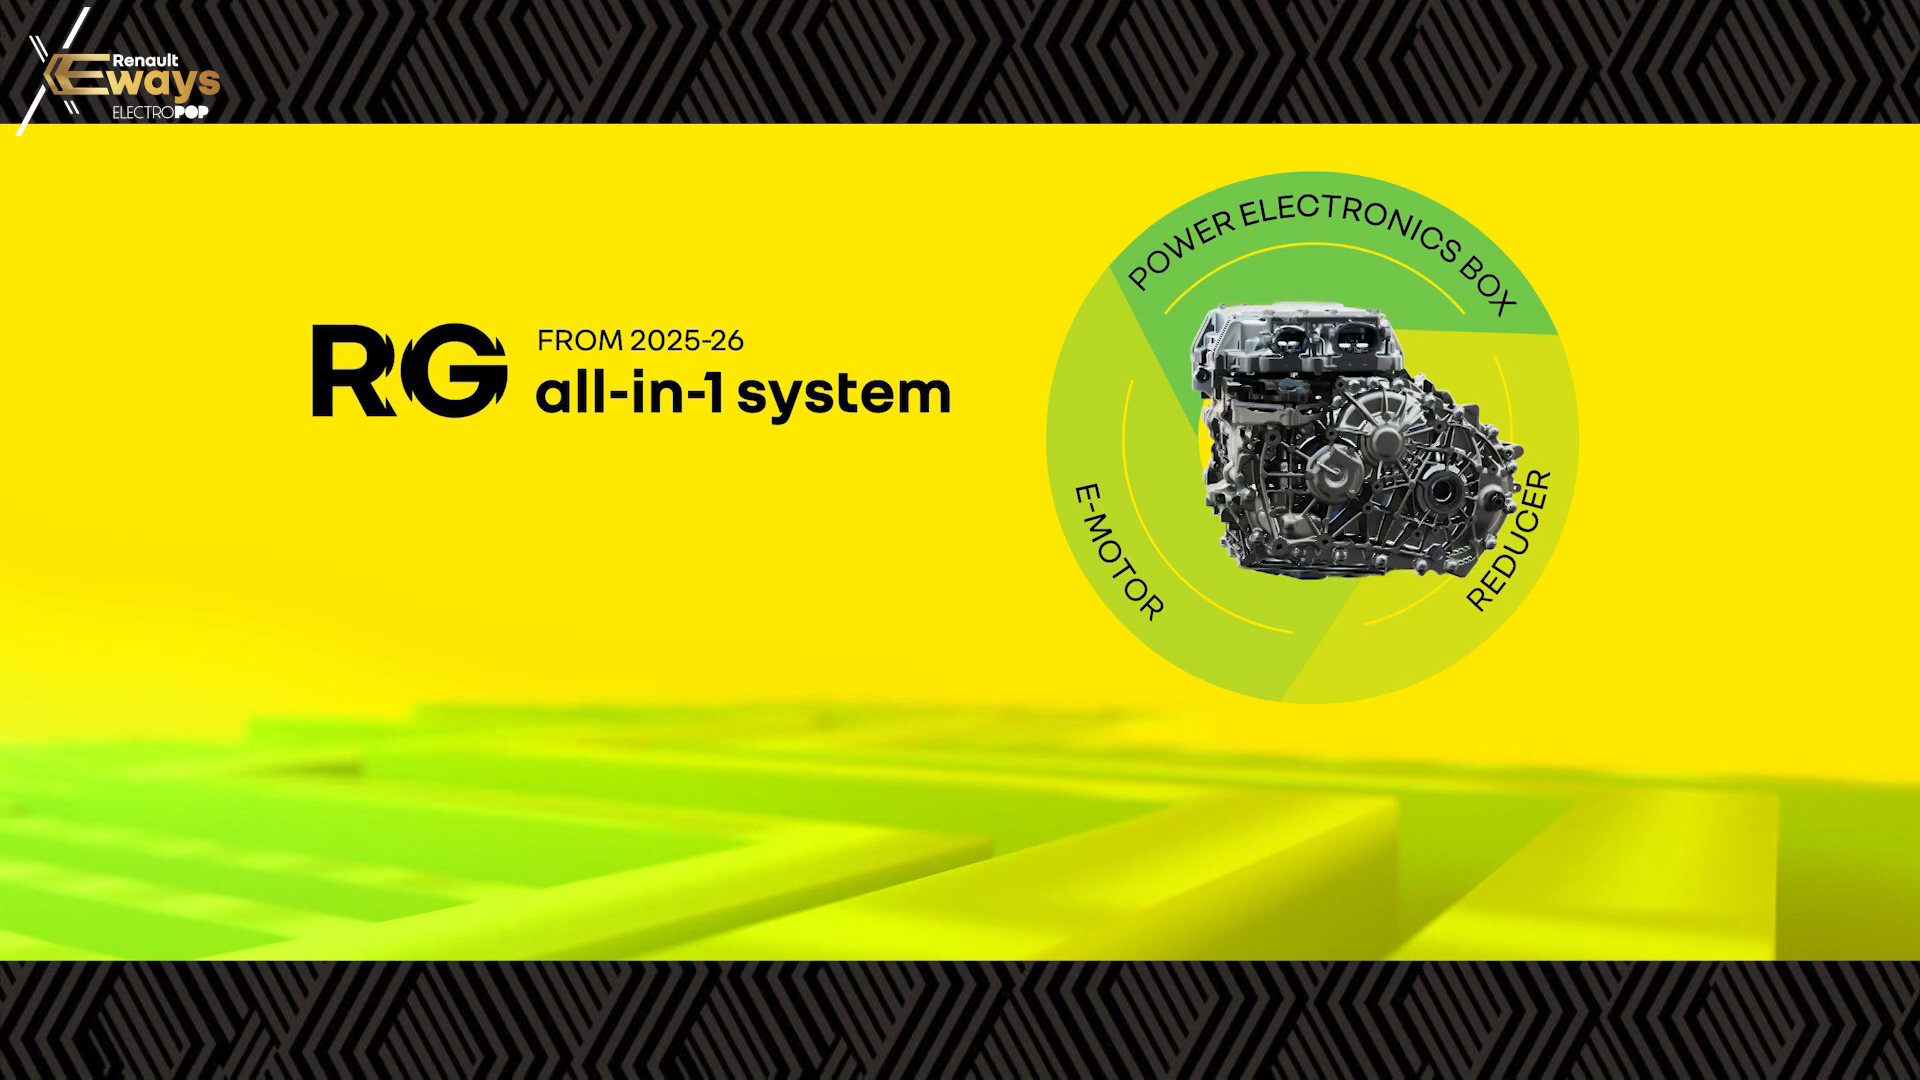 Renault
Eways
ELECTROPOP
RG
FROM 2025-26
all-in-1 system
POWER ELECTRONICS BOX
E-MOTOR
REDUCER